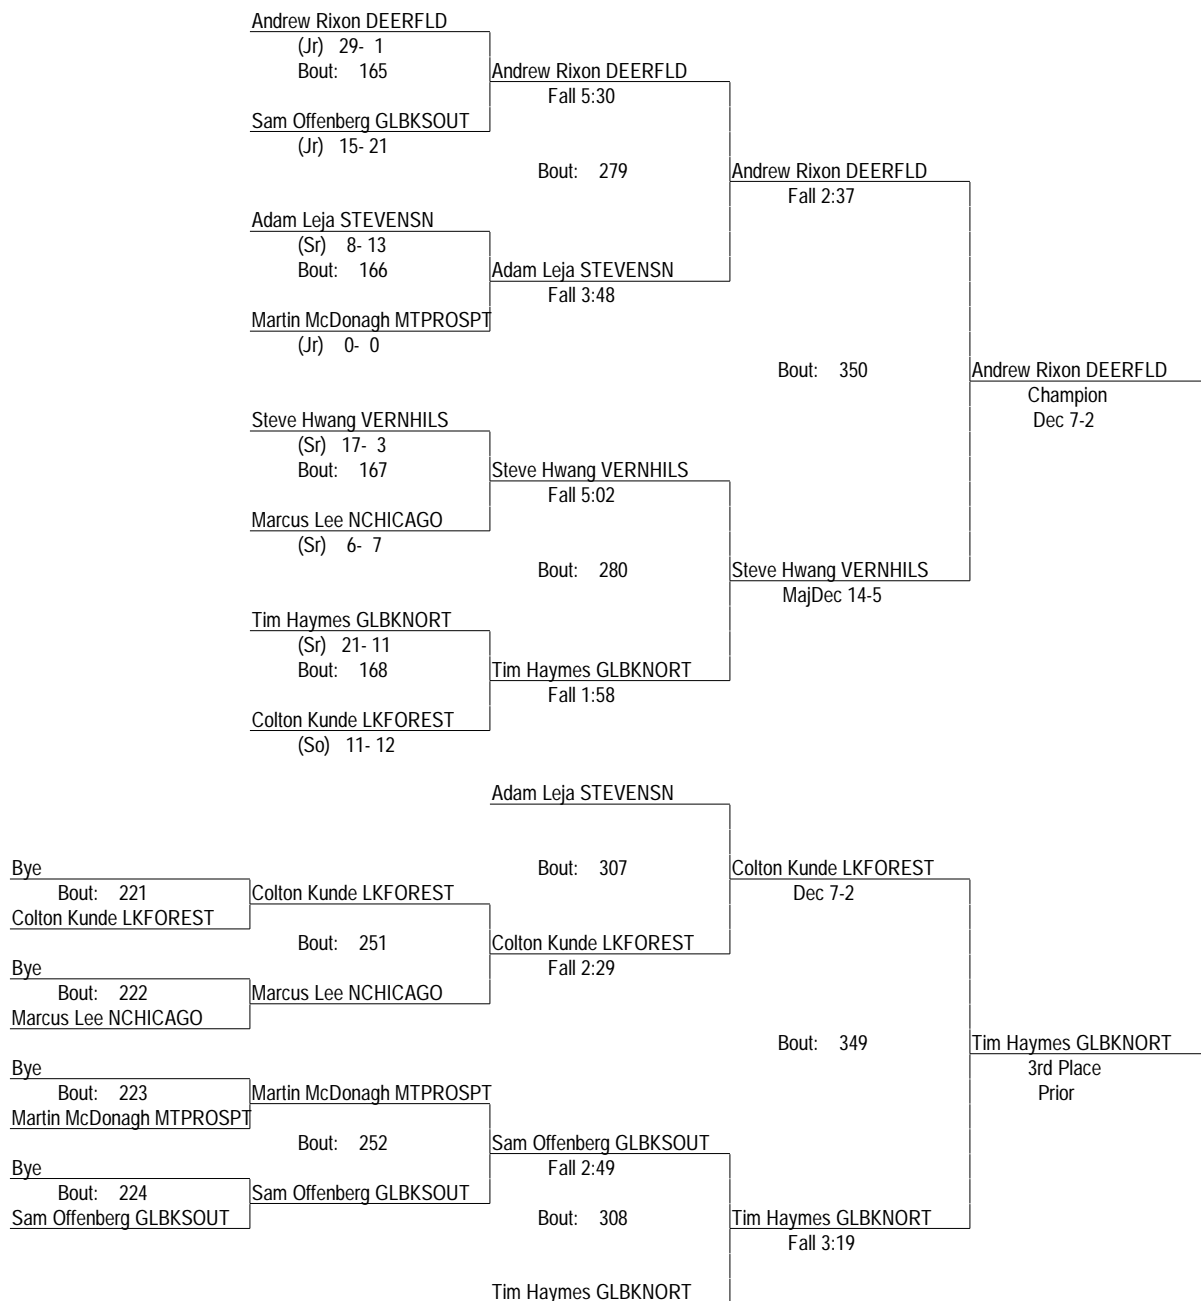 Andrew Rixon DEERFLD
(Jr) 29- 1
Bout: 165
Andrew Rixon DEERFLD
Fall 5:30
Sam Offenberg GLBKSOUT
(Jr) 15- 21
Bout: 279
Andrew Rixon DEERFLD
Fall 2:37
Adam Leja STEVENSN
(Sr) 8- 13
Bout: 166
Adam Leja STEVENSN
Fall 3:48
Martin McDonagh MTPROSPT
(Jr) 0- 0
Bout: 350
Andrew Rixon DEERFLD
Champion
Dec 7-2
Steve Hwang VERNHILS
(Sr) 17- 3
Bout: 167
Steve Hwang VERNHILS
Fall 5:02
Marcus Lee NCHICAGO
(Sr) 6- 7
Bout: 280
Steve Hwang VERNHILS
MajDec 14-5
Tim Haymes GLBKNORT
(Sr) 21- 11
Bout: 168
Tim Haymes GLBKNORT
Fall 1:58
Colton Kunde LKFOREST
(So) 11- 12
Adam Leja STEVENSN
Bout: 307
Colton Kunde LKFOREST
Dec 7-2
Bye
Bout: 221
Colton Kunde LKFOREST
Colton Kunde LKFOREST
Bout: 251
Colton Kunde LKFOREST
Fall 2:29
Bye
Bout: 222
Marcus Lee NCHICAGO
Marcus Lee NCHICAGO
Bout: 349
Tim Haymes GLBKNORT
3rd Place
Prior
Bye
Bout: 223
Martin McDonagh MTPROSPT
Martin McDonagh MTPROSPT
Bout: 252
Sam Offenberg GLBKSOUT
Fall 2:49
Bye
Bout: 224
Sam Offenberg GLBKSOUT
Sam Offenberg GLBKSOUT
Bout: 308
Tim Haymes GLBKNORT
Fall 3:19
Tim Haymes GLBKNORT